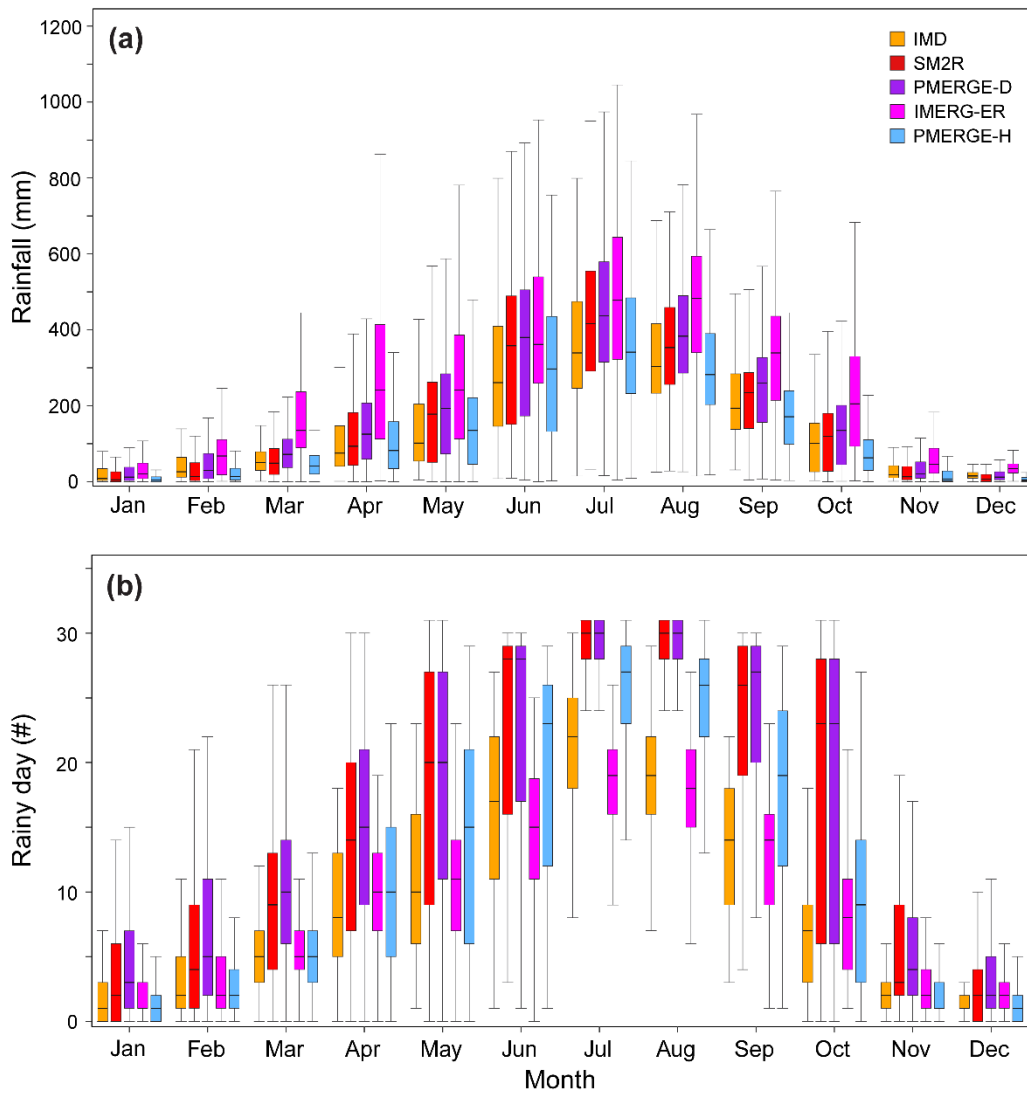 (a)
IMD
SM2R
PMERGE-D
IMERG-ER
PMERGE-H
Rainfall (mm)
1200
1000
800
600
400
200
0
Jan Feb Mar Apr May Jun Jul Aug Sep Oct Nov Dec
(b)
Rainy day (#)
30
20
10
0
Jan Feb Mar Apr May Jun Jul Aug Sep Oct Nov Dec
Month